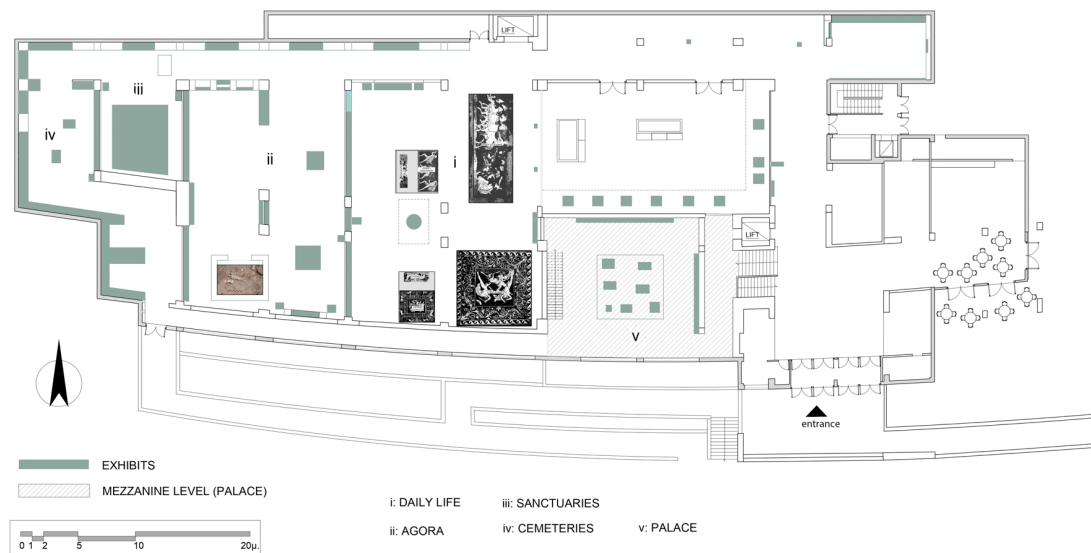 LIFT
iii
iv
ii
i
LIFT
v
entrance
EXHIBITS
MEZZANINE LEVEL (PALACE)
i: DAILY LIFE
iii: SANCTUARIES
ii: AGORA
iv: CEMETERIES
v: PALACE
0 1 2 5 10 20μ.